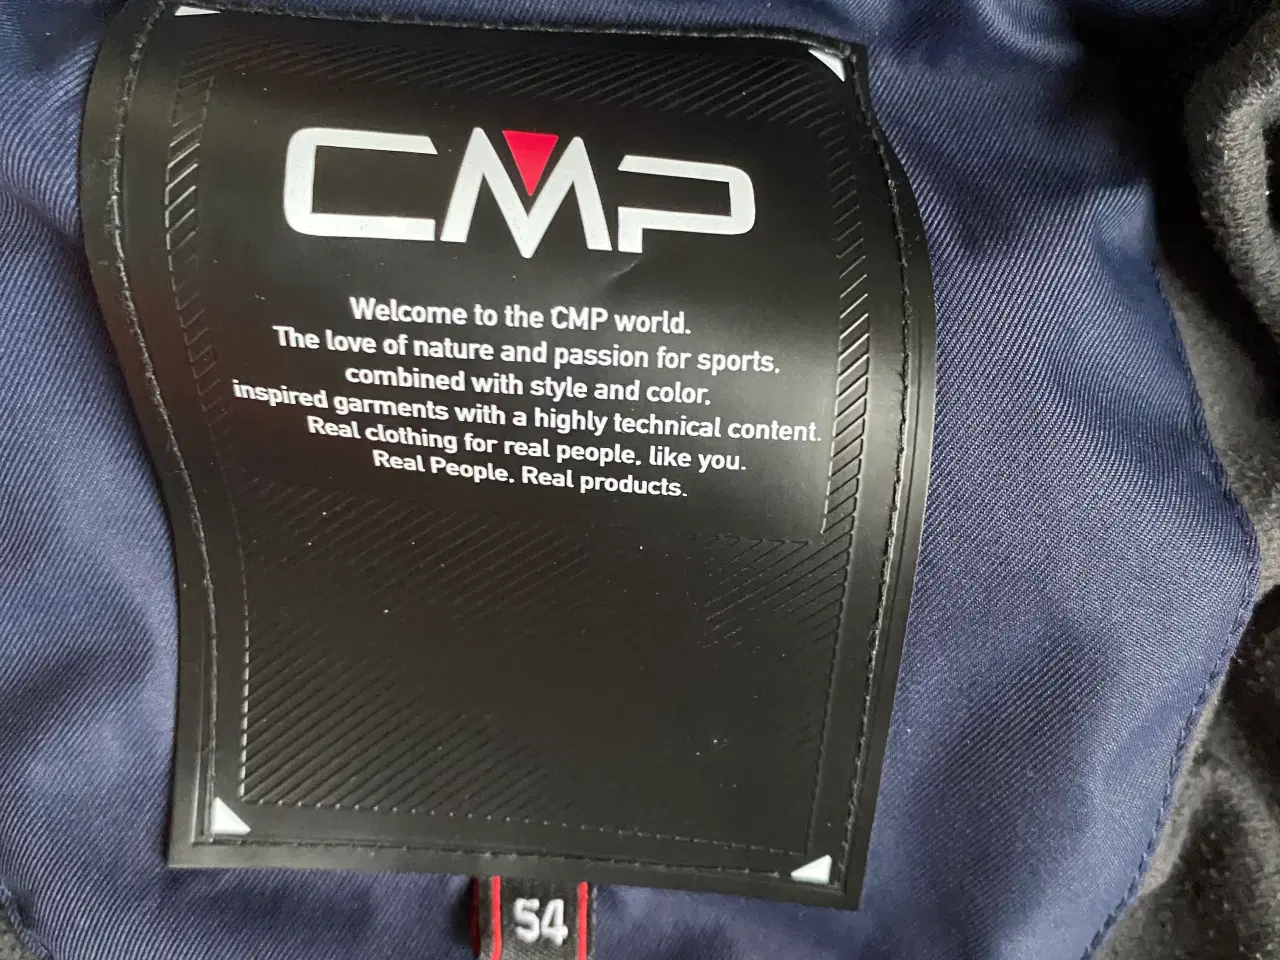 CMP
Welcome to the CMP world.
The love of nature and passion for sports,
combined with style and color,
inspired garments with a highly technical content.
Real clothing for real people, like you.
Real People. Real products.
54